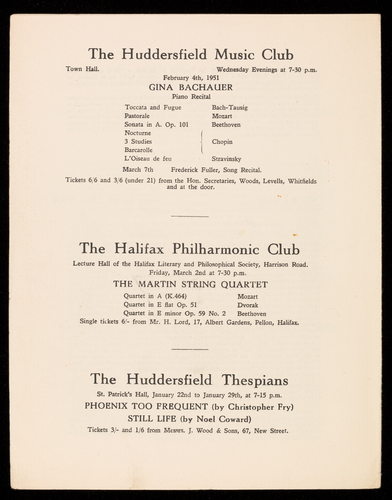 The Huddersfield Music Club
Town Hall. Wednesday Evenings at 7-30 p.m.
February 4th, 1951
GINA BACHAUER
Piano Recital
Toccata and Fugue Bach-Tausig
Pastorale Mozart
Sonata in A. Op. 101 Beethoven
Nocturne
3 Studies Chopin
Barcarolle
L'Oiseau de feu Stravinsky
March 7th Frederick Fuller, Song Recital.
Tickets 6/6 and 3/6 (under 21) from the Hon. Secretaries, Woods, Levells, Whitfields
and at the door.
The Halifax Philharmonic Club
Lecture Hall of the Halifax Literary and Philosophical Society, Harrison Road.
Friday, March 2nd at 7-30 p.m.
THE MARTIN STRING QUARTET
Quartet in A (K.464) Mozart
Quartet in E flat Op. 51 Dvorak
Quartet in E minor Op. 59 No. 2 Beethoven
Single tickets 6/- from Mr. H. Lord, 17, Albert Gardens, Pellon, Halifax.
The Huddersfield Thespians
St. Patrick's Hall, January 22nd to January 29th, at 7-15 p.m.
PHOENIX TOO FREQUENT (by Christopher Fry)
STILL LIFE (by Noel Coward)
Tickets 3/- and 1/6 from Messrs. J. Wood & Sons, 67, New Street.